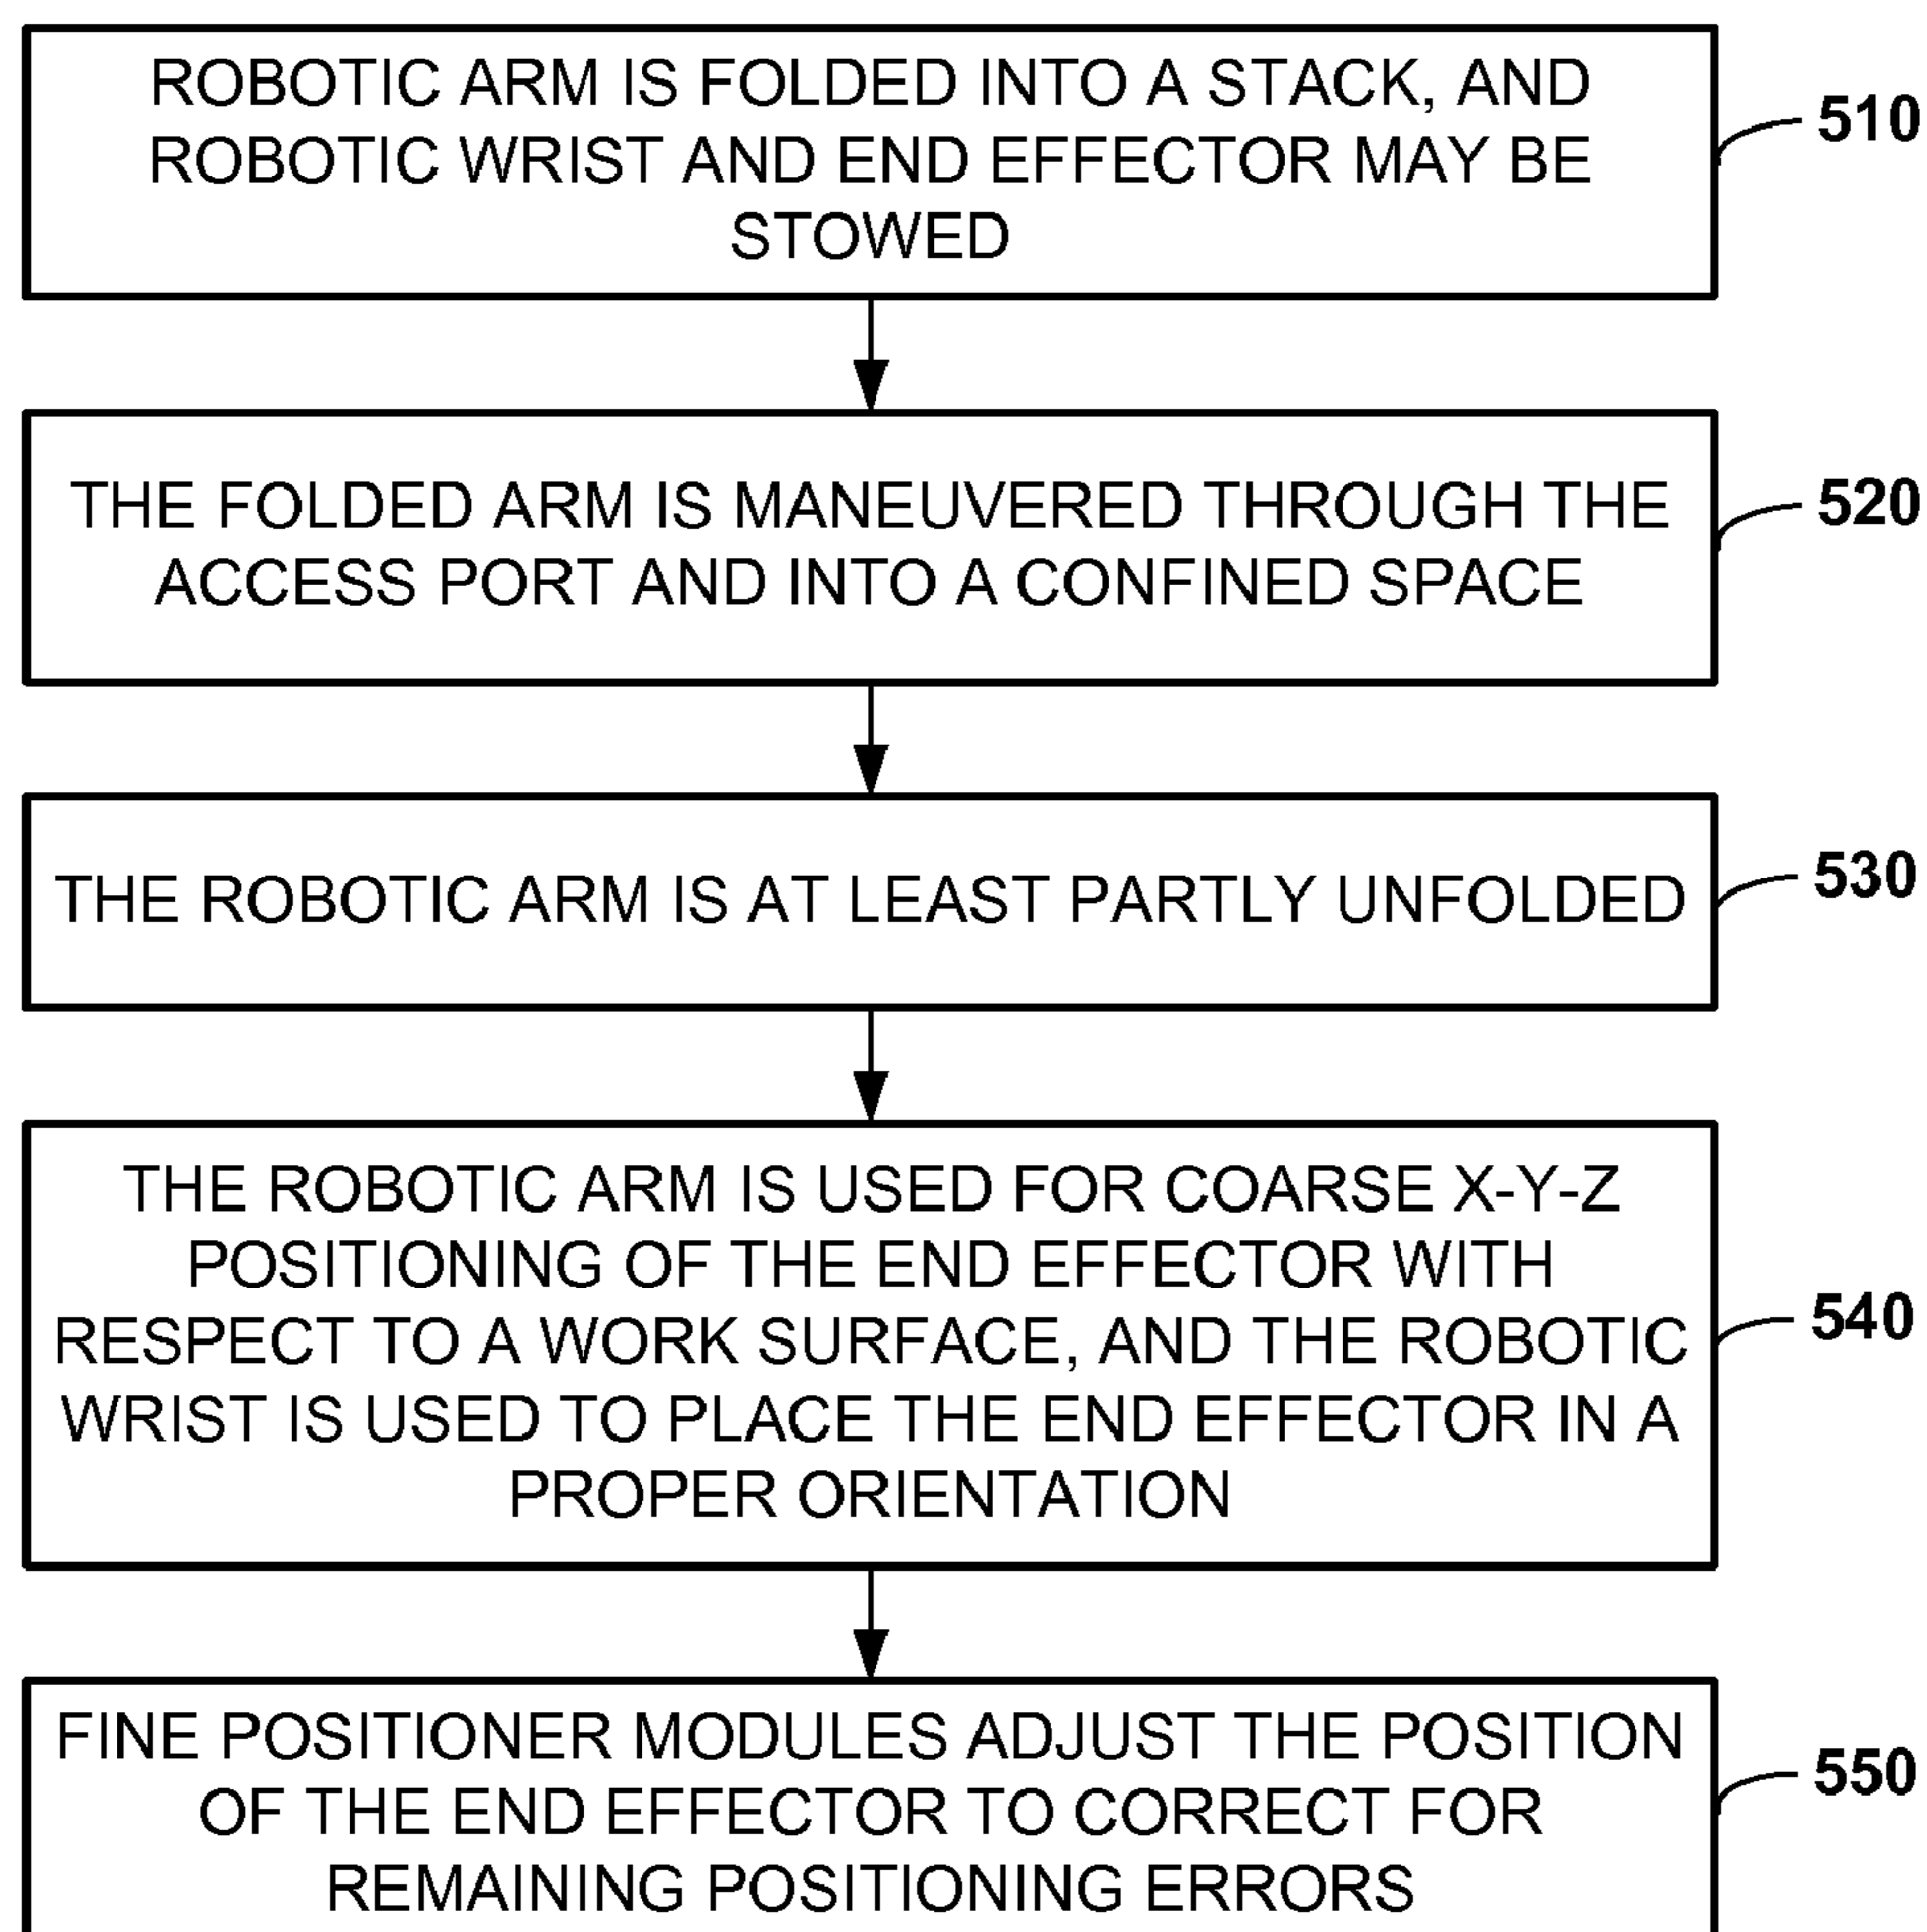 ROBOTIC ARM IS FOLDED INTO A STACK, AND
ROBOTIC WRIST AND END EFFECTOR MAY BE
STOWED
510
THE FOLDED ARM IS MANEUVERED THROUGH THE
ACCESS PORT AND INTO A CONFINED SPACE
520
THE ROBOTIC ARM IS AT LEAST PARTLY UNFOLDED
530
THE ROBOTIC ARM IS USED FOR COARSE X-Y-Z
POSITIONING OF THE END EFFECTOR WITH
RESPECT TO A WORK SURFACE, AND THE ROBOTIC
WRIST IS USED TO PLACE THE END EFFECTOR IN A
PROPER ORIENTATION
540
FINE POSITIONER MODULES ADJUST THE POSITION
OF THE END EFFECTOR TO CORRECT FOR
REMAINING POSITIONING ERRORS
550